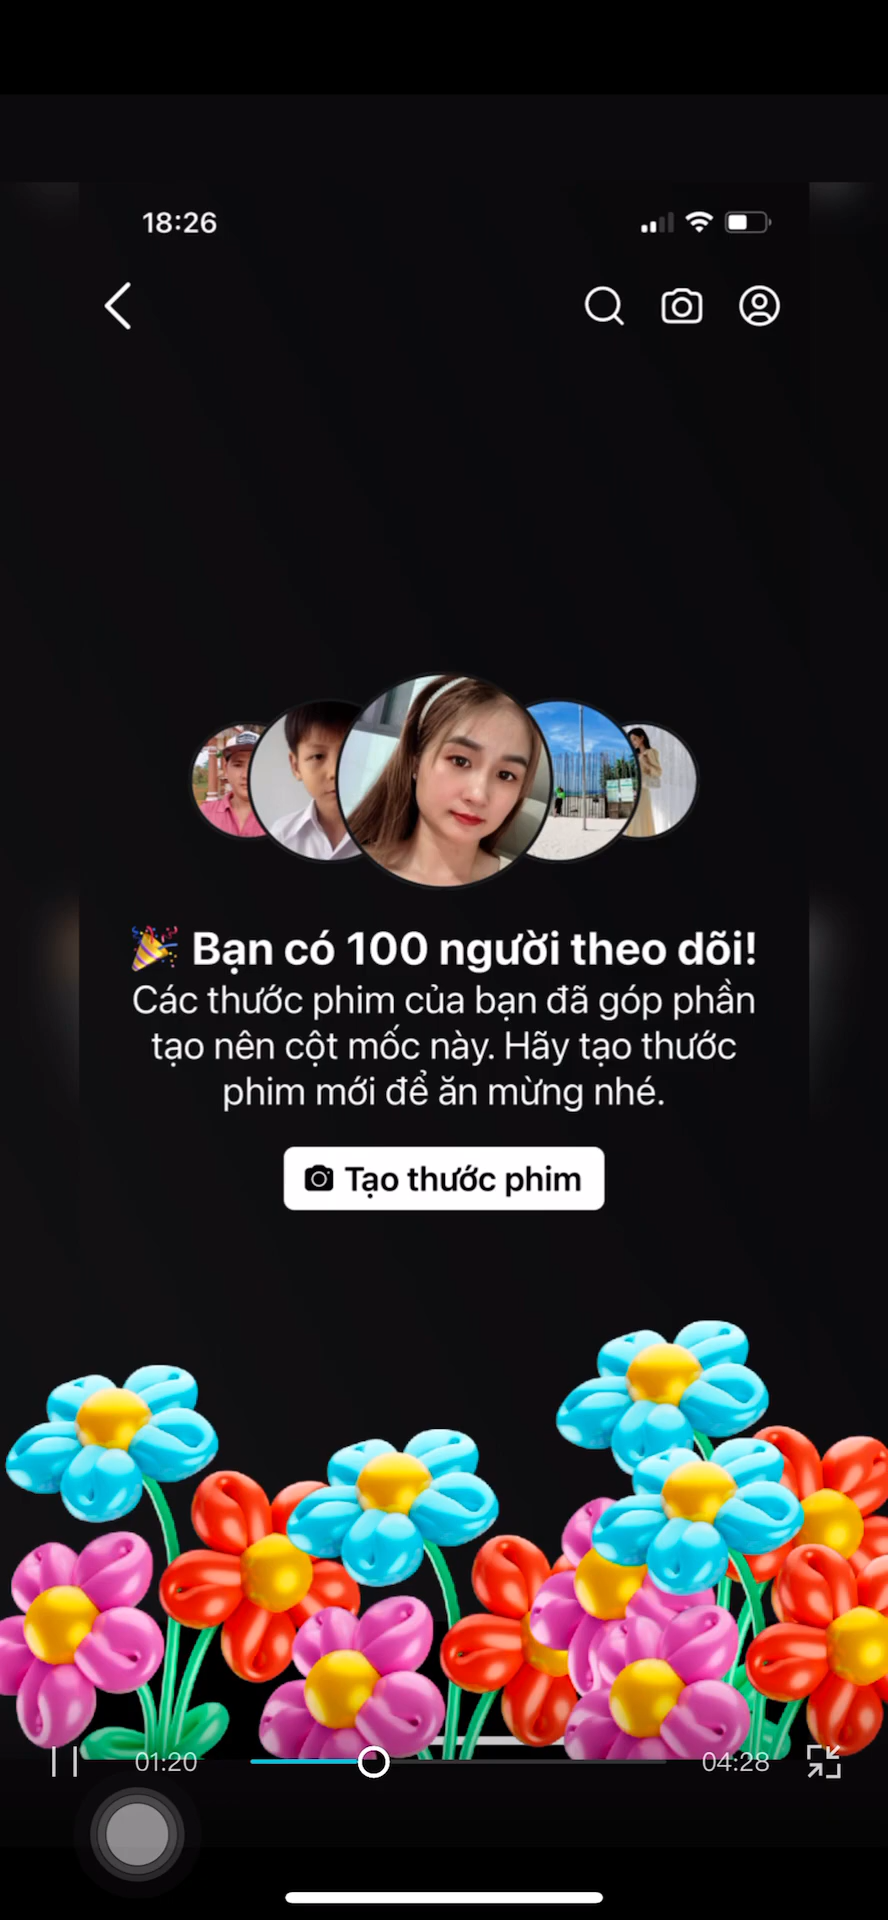 18:26
🎉 Bạn có 100 người theo dõi!
Các thước phim của bạn đã góp phần
tạo nên cột mốc này. Hãy tạo thước
phim mới để ăn mừng nhé.
Tạo thước phim
01:20
04:28